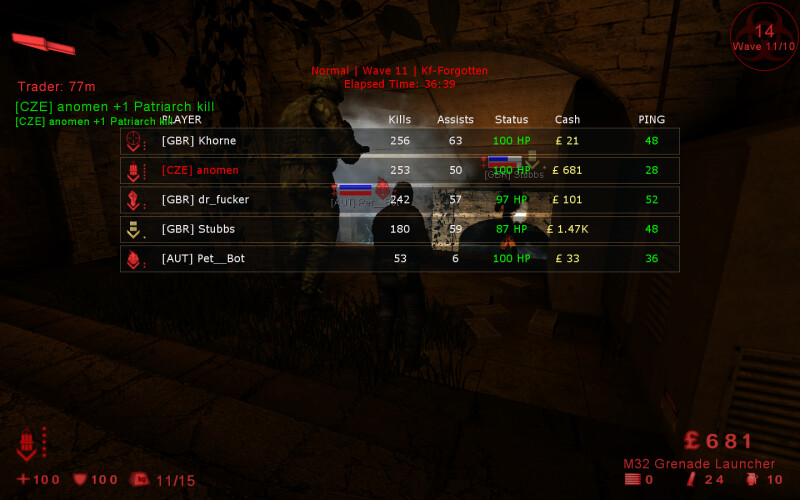 14
Wave 11/10
Trader: 77m
Normal | Wave 11 | Kf-Forgotten
Elapsed Time: 36:39
[CZE] anomen +1 Patriarch kill
[CZE] anomen +1 Patriarch kill
PLAYER Kills Assists Status Cash PING
[GBR] Khorne 256 63 100 HP £ 21 48
[CZE] anomen 253 50 100 HP £ 681 28
[GBR] Stubbs
[GBR] dr_fucker 242 57 97 HP £ 101 52
[AUT] Pet__
[GBR] Stubbs 180 59 87 HP £ 1.47K 48
[AUT] Pet__Bot 53 6 100 HP £ 33 36
£681
M32 Grenade Launcher
100 100 11/15 0 24 10